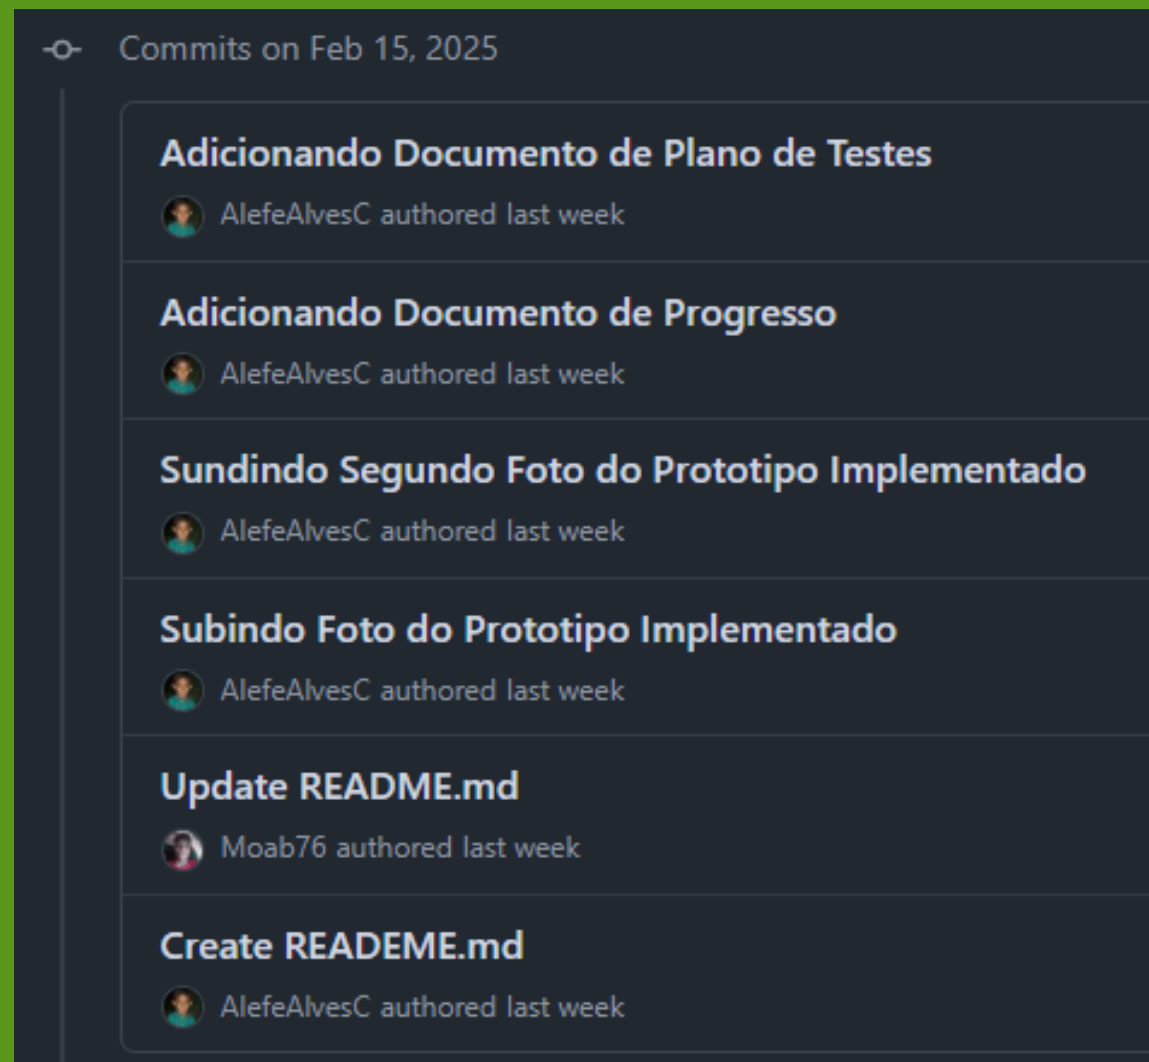 Commits on Feb 15, 2025
Adicionando Documento de Plano de Testes
AlefeAlvesC authored last week
Adicionando Documento de Progresso
AlefeAlvesC authored last week
Sundindo Segundo Foto do Prototipo Implementado
AlefeAlvesC authored last week
Subindo Foto do Prototipo Implementado
AlefeAlvesC authored last week
Update README.md
Moab76 authored last week
Create READEME.md
AlefeAlvesC authored last week